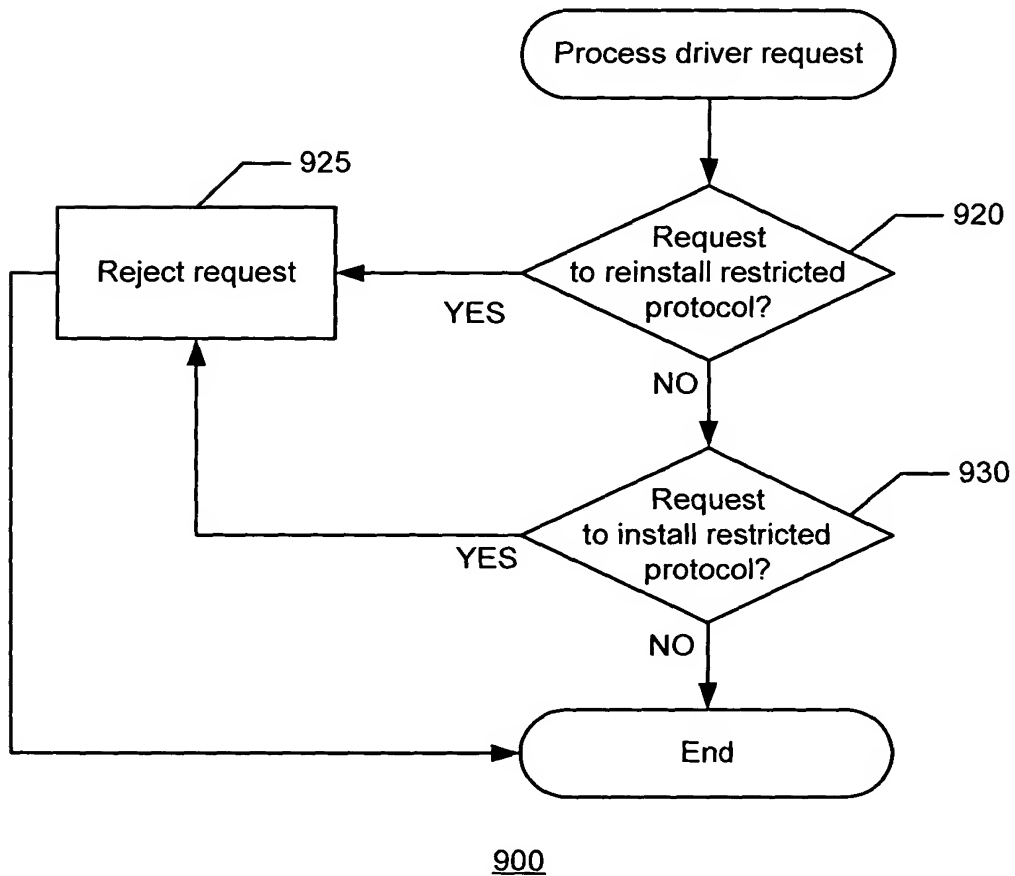 Process driver request
925
920
Request
to reinstall restricted
protocol?
Reject request
YES
NO
930
Request
to install restricted
protocol?
YES
NO
End
900